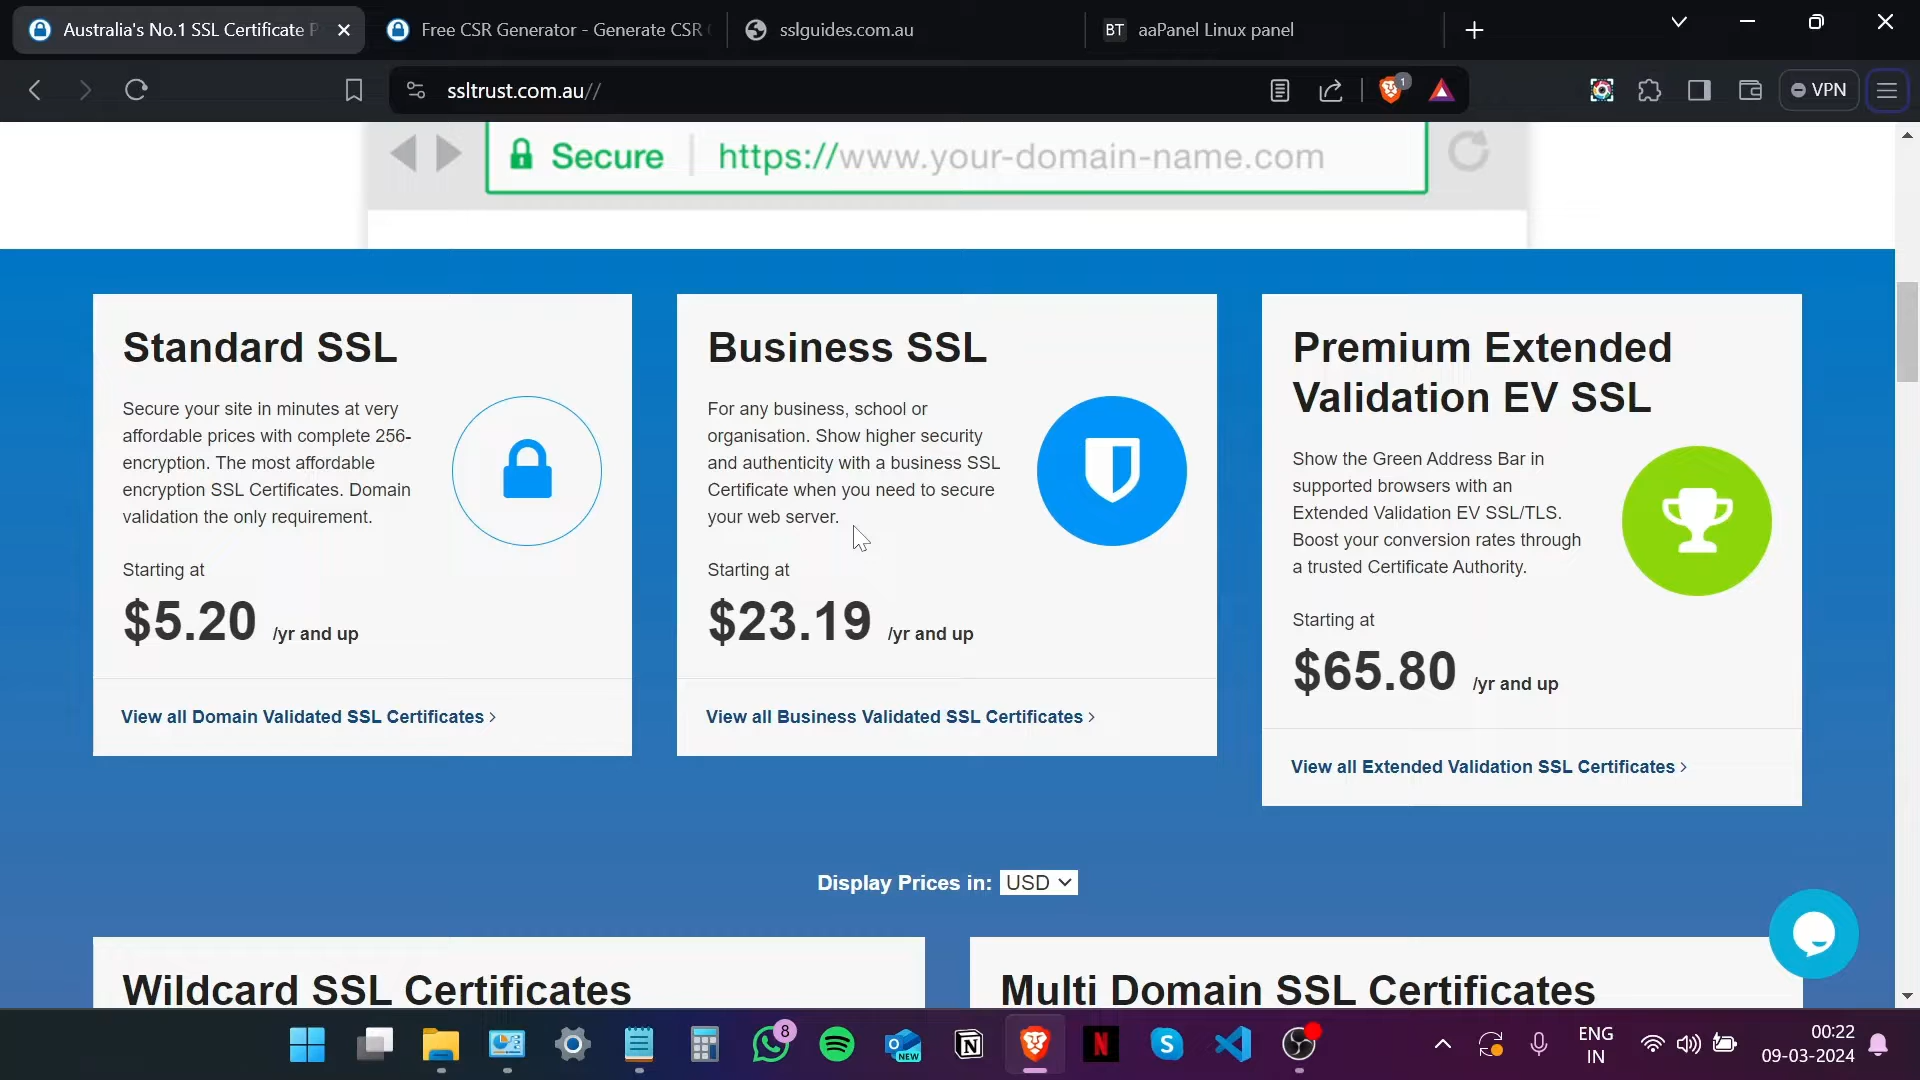 Australia's No.1 SSL Certificate P
Free CSR Generator - Generate CSR
sslguides.com.au
BT aaPanel Linux panel
ssltrust.com.au//
1
VPN
Secure https://www.your-domain-name.com
Standard SSL
Secure your site in minutes at very
affordable prices with complete 256-
encryption. The most affordable
encryption SSL Certificates. Domain
validation the only requirement.
Starting at
$5.20 /yr and up
View all Domain Validated SSL Certificates >
Business SSL
For any business, school or
organisation. Show higher security
and authenticity with a business SSL
Certificate when you need to secure
your web server.
Starting at
$23.19 /yr and up
View all Business Validated SSL Certificates >
Premium Extended
Validation EV SSL
Show the Green Address Bar in
supported browsers with an
Extended Validation EV SSL/TLS.
Boost your conversion rates through
a trusted Certificate Authority.
Starting at
$65.80 /yr and up
View all Extended Validation SSL Certificates >
Display Prices in: USD
Wildcard SSL Certificates
Multi Domain SSL Certificates
8
NEW
ENG
IN
00:22
09-03-2024